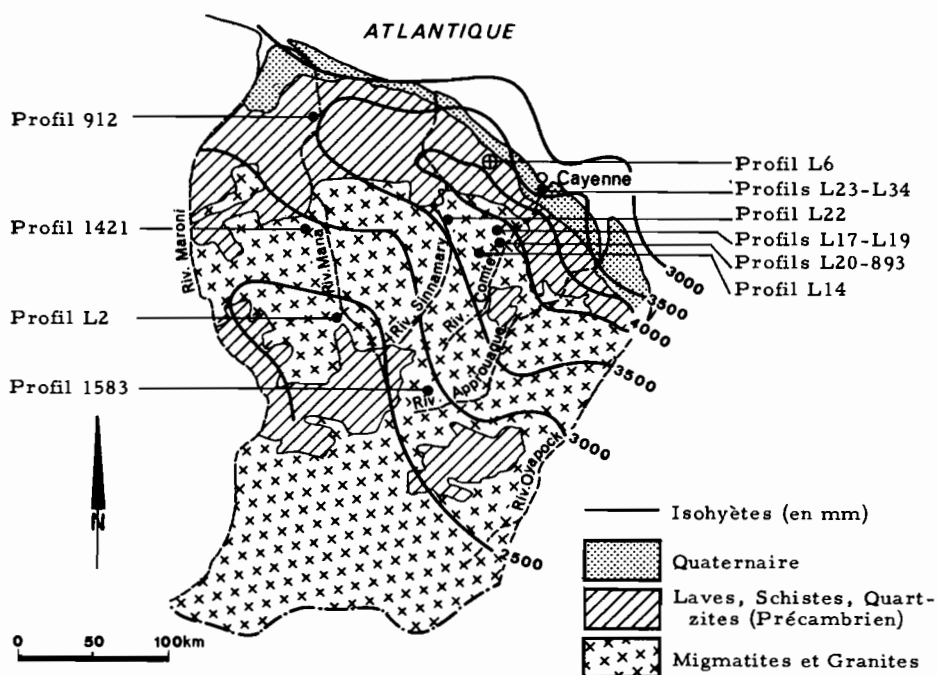 ATLANTIQUE
Profil 912
Profil 1421
Profil L2
Profil 1583
Profil L6
Cayenne
Profils L23-L34
Profil L22
Profils L17-L19
Profils L20-893
Profil L14
Riv. Maroni
Riv. Mana
Riv. Sinnamary
Riv. Comté
Riv. Approuague
Riv. Oyapock
3000
3500
4000
3500
3000
2500
N
0 50 100km
Isohyètes (en mm)
Quaternaire
Laves, Schistes, Quart-
zites (Précambrien)
Migmatites et Granites